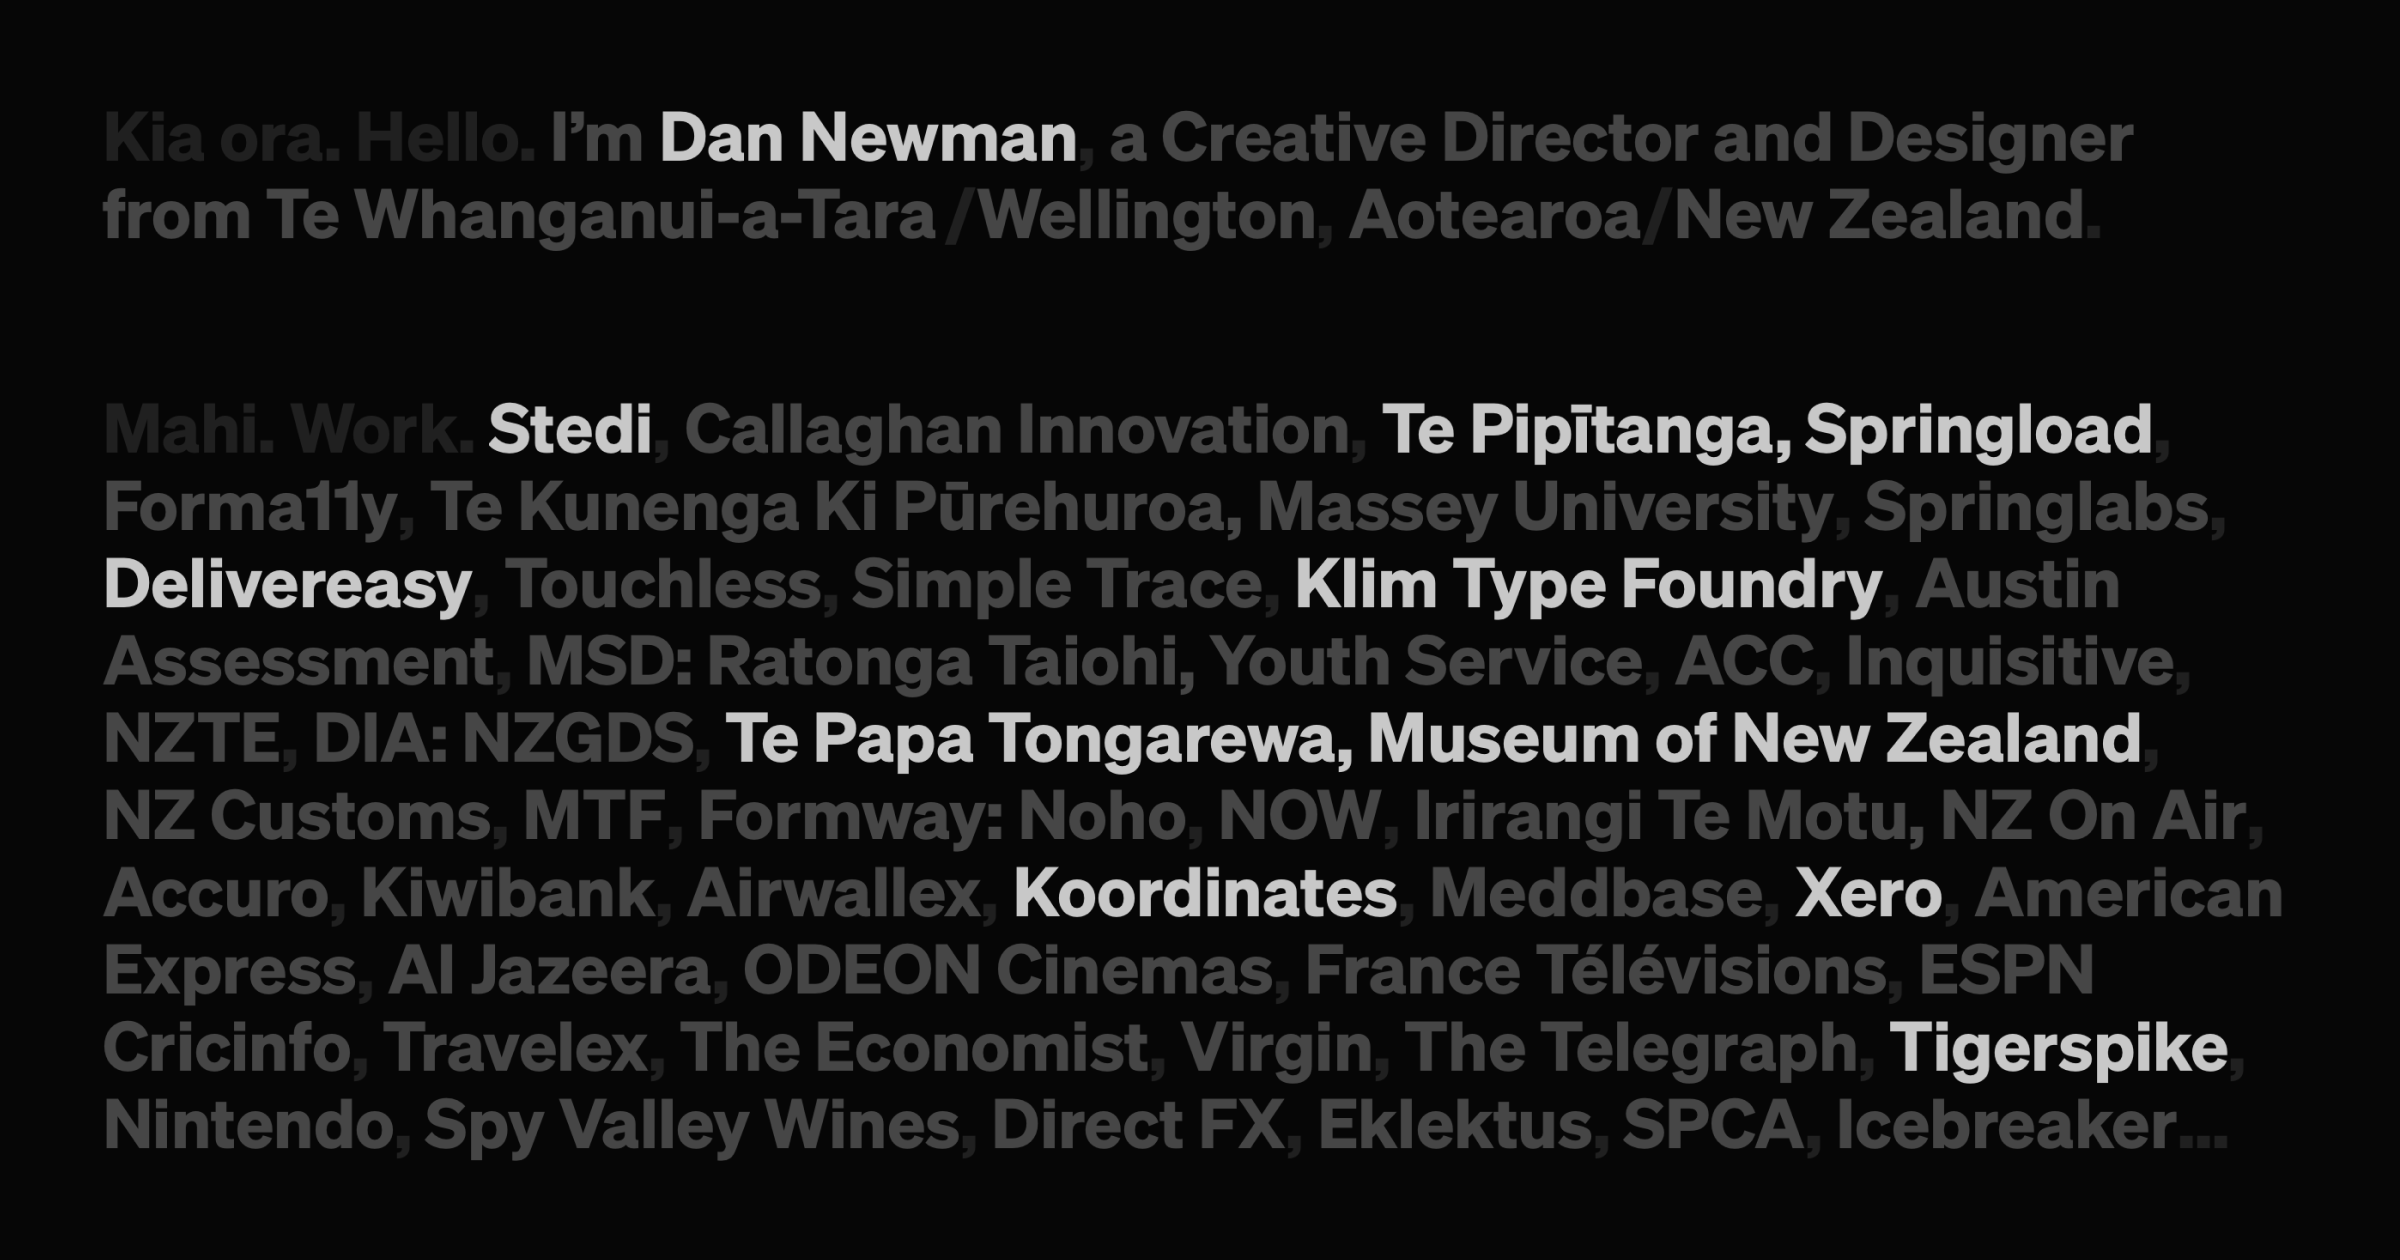 Kia ora. Hello. I’m Dan Newman, a Creative Director and Designer
from Te Whanganui-a-Tara /Wellington, Aotearoa/New Zealand.
Mahi. Work. Stedi, Callaghan Innovation, Te Pipītanga, Springload,
Forma11y, Te Kunenga Ki Pūrehuroa, Massey University, Springlabs,
Delivereasy, Touchless, Simple Trace, Klim Type Foundry, Austin
Assessment, MSD: Ratonga Taiohi, Youth Service, ACC, Inquisitive,
NZTE, DIA: NZGDS, Te Papa Tongarewa, Museum of New Zealand,
NZ Customs, MTF, Formway: Noho, NOW, Irirangi Te Motu, NZ On Air,
Accuro, Kiwibank, Airwallex, Koordinates, Meddbase, Xero, American
Express, Al Jazeera, ODEON Cinemas, France Télévisions, ESPN
Cricinfo, Travelex, The Economist, Virgin, The Telegraph, Tigerspike,
Nintendo, Spy Valley Wines, Direct FX, Eklektus, SPCA, Icebreaker...